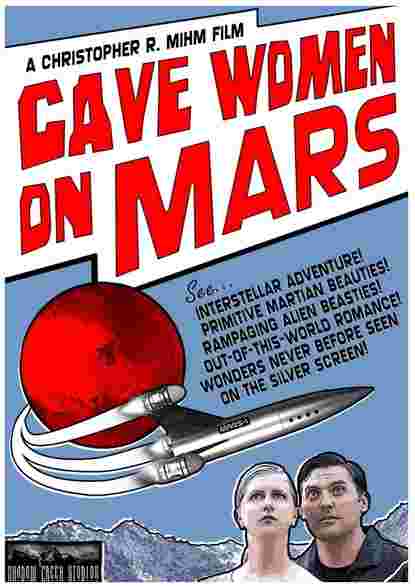 A CHRISTOPHER R. MIHM FILM
CAVE WOMEN
ON MARS
See...
INTERSTELLAR ADVENTURE!
PRIMITIVE MARTIAN BEAUTIES!
RAMPAGING ALIEN BEASTIES!
OUT-OF-THIS-WORLD ROMANCE!
WONDERS NEVER BEFORE SEEN
ON THE SILVER SCREEN!
SHADOW CREEK STUDIOS